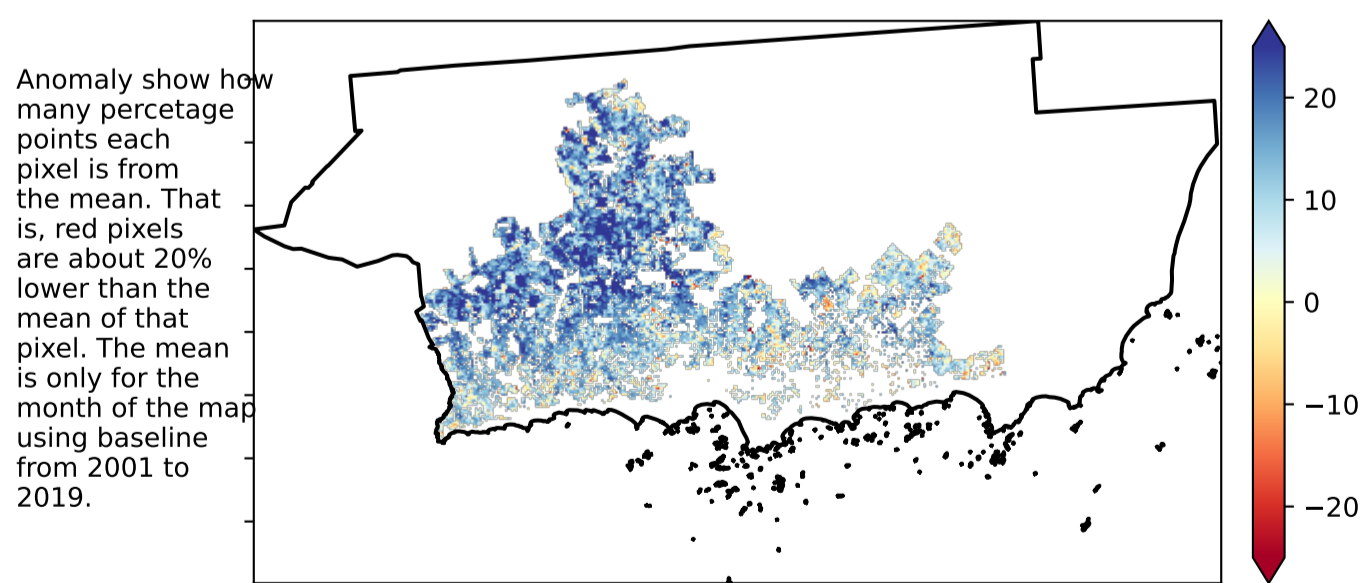 Anomaly show how
many percetage
points each
pixel is from
the mean. That
is, red pixels
are about 20%
lower than the
mean of that
pixel. The mean
is only for the
month of the map
using baseline
from 2001 to
2019.
20
10
0
−10
−20